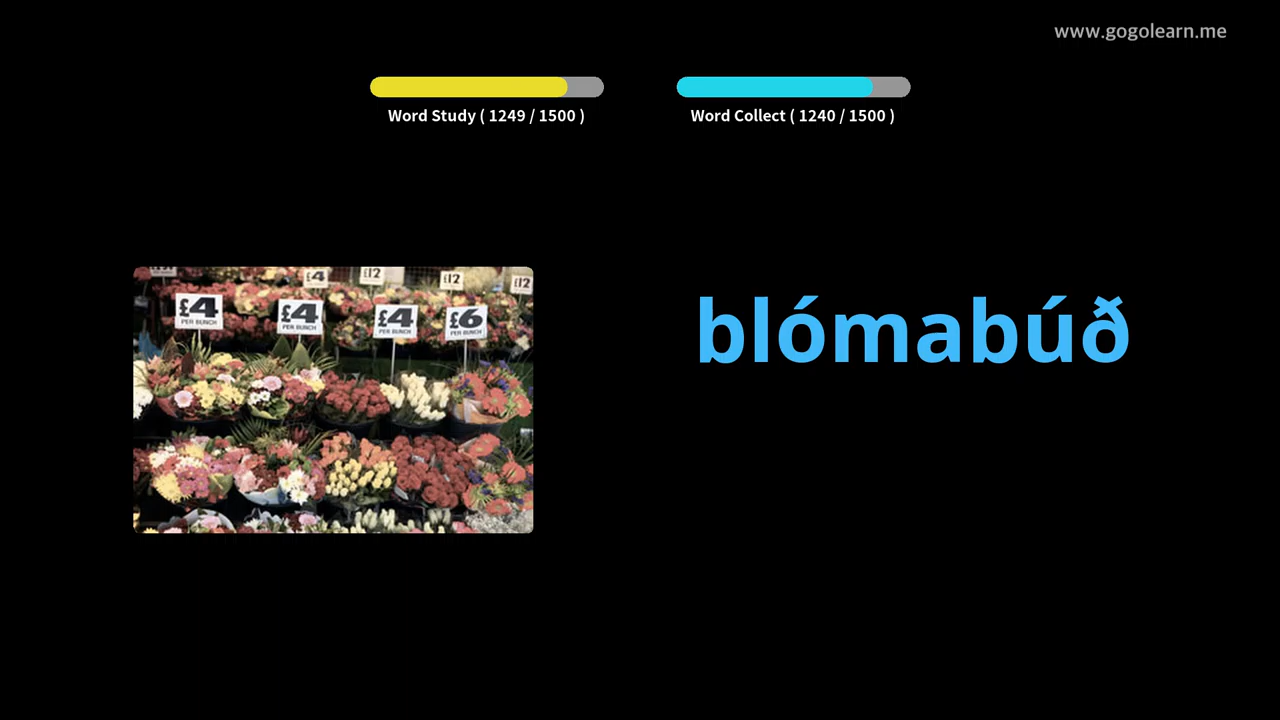 www.gogolearn.me
Word Study ( 1249 / 1500 )
Word Collect ( 1240 / 1500 )
£4
£12
£12
£12
£4
PER BUNCH
£4
PER BUNCH
£4
PER BUNCH
£6
PER BUNCH
blómabúð